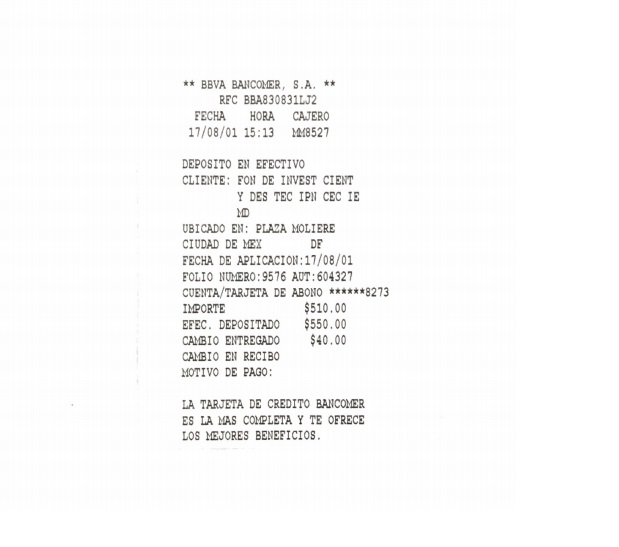 ** BBVA BANCOMER, S.A. **
RFC BBA830831LJ2
FECHA HORA CAJERO
17/08/01 15:13 MM8527
DEPOSITO EN EFECTIVO
CLIENTE: FON DE INVEST CIENT
Y DES TEC IPN CEC IE
MD
UBICADO EN: PLAZA MOLIERE
CIUDAD DE MEX DF
FECHA DE APLICACION:17/08/01
FOLIO NUMERO:9576 AUT:604327
CUENTA/TARJETA DE ABONO ******8273
IMPORTE $510.00
EFEC. DEPOSITADO $550.00
CAMBIO ENTREGADO $40.00
CAMBIO EN RECIBO
MOTIVO DE PAGO:
LA TARJETA DE CREDITO BANCOMER
ES LA MAS COMPLETA Y TE OFRECE
LOS MEJORES BENEFICIOS.